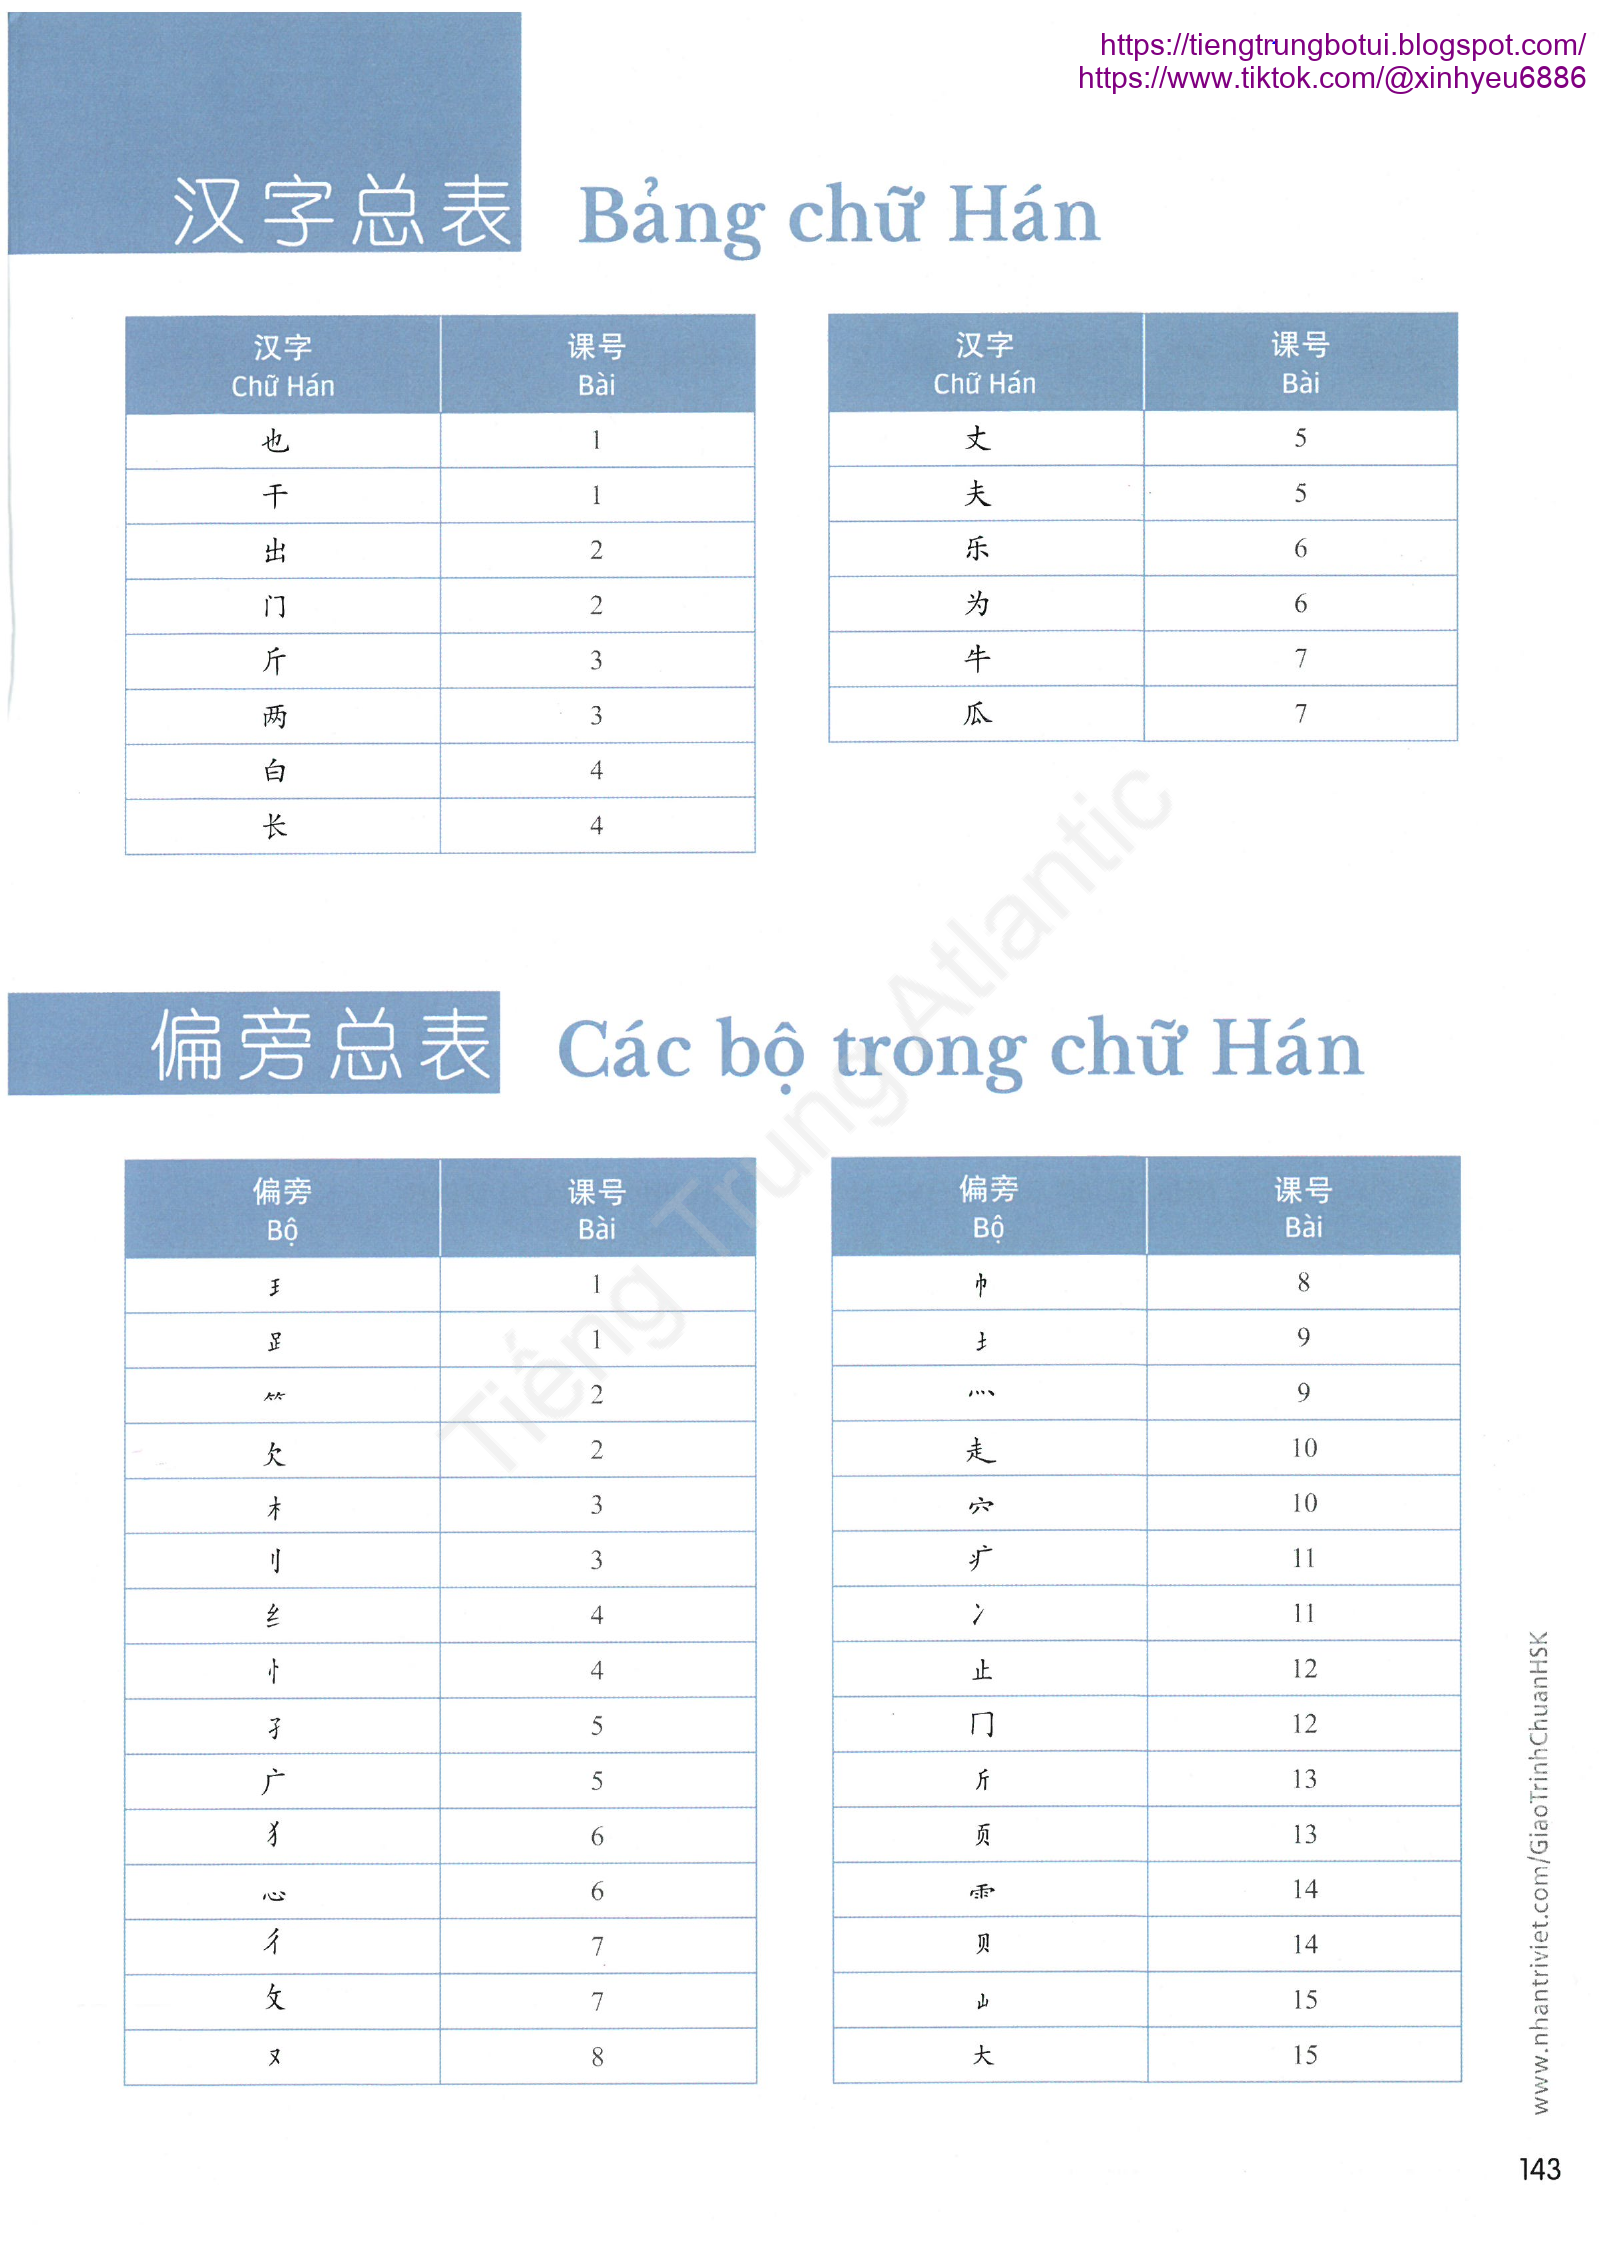 https://tiengtrungbotui.blogspot.com/
https://www.tiktok.com/@xinhyeu6886
汉字总表 Bảng chữ Hán
汉字 课号
Chữ Hán Bài
也 1
干 1
出 2
门 2
斤 3
两 3
白 4
长 4
汉字 课号
Chữ Hán Bài
丈 5
夫 5
乐 6
为 6
牛 7
瓜 7
偏旁总表 Các bộ trong chữ Hán
偏旁 课号
Bộ Bài
𤣩 1
𧾷 1
⺮ 2
欠 2
木 3
刂 3
纟 4
忄 4
孑 5
广 5
犭 6
心 6
彳 7
攵 7
又 8
偏旁 课号
Bộ Bài
巾 8
土 9
灬 9
走 10
穴 10
疒 11
冫 11
止 12
冂 12
斤 13
页 13
雨 14
贝 14
山 15
大 15
Tiếng Trung Atlantic
www.nhantriviet.com/GiaoTrinhChuanHSK
143